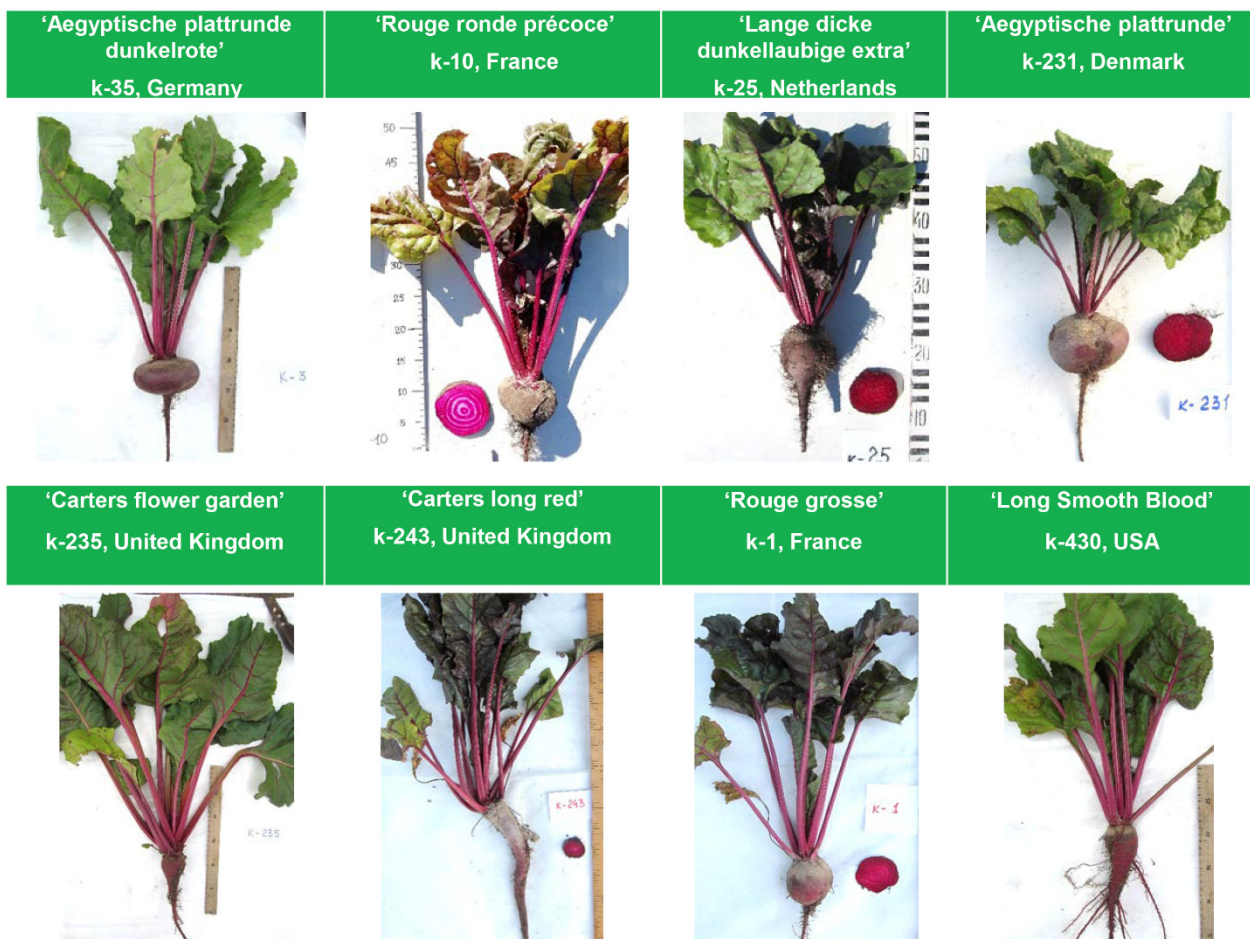 ‘Aegyptische plattrunde
dunkelrote’
k-35, Germany
‘Rouge ronde précoce’
k-10, France
‘Lange dicke
dunkellaubige extra’
k-25, Netherlands
‘Aegyptische plattrunde’
k-231, Denmark
K-3
50
45
30
25
20
15
10
5
-10
50
40
30
20
10
K-25
K-231
‘Carters flower garden’
k-235, United Kingdom
‘Carters long red’
k-243, United Kingdom
‘Rouge grosse’
k-1, France
‘Long Smooth Blood’
k-430, USA
K-235
K-243
K-1